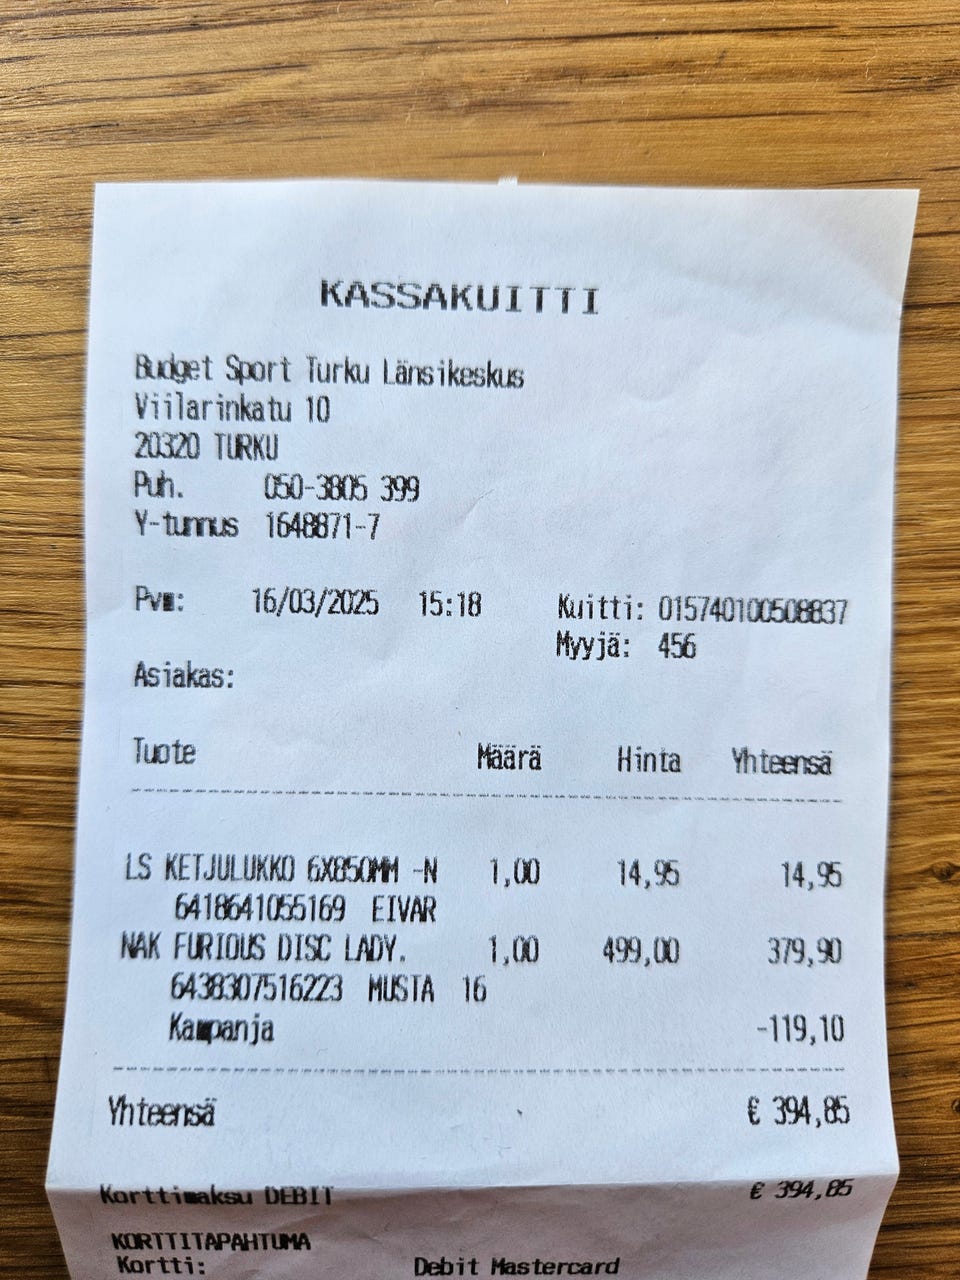 KASSAKUITTI
Budget Sport Turku Länsikeskus
Viilarinkatu 10
20320 TURKU
Puh. 050-3805 399
Y-tunnus 1648871-7
Pvm: 16/03/2025 15:18 Kuitti: 015740100508837
Myyjä: 456
Asiakas:
Tuote Määrä Hinta Yhteensä
LS KETJULUKKO 6X850MM -N 1,00 14,95 14,95
6418641055169 EIVAR
NAK FURIOUS DISC LADY. 1,00 499,00 379,90
6438307516223 MUSTA 16
Kampanja -119,10
Yhteensä € 394,85
Korttimaksu DEBIT € 394,85
KORTTITAPAHTUMA
Kortti: Debit Mastercard